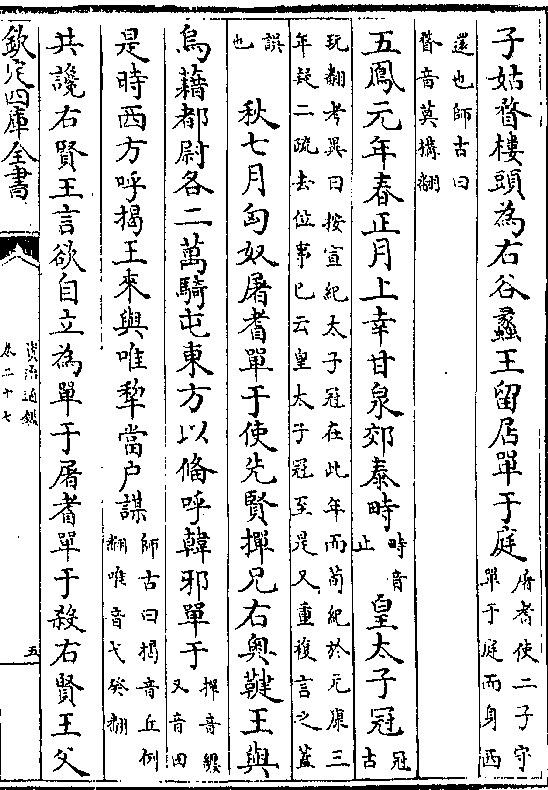 子姑瞀樓頭為右谷蠡王留居單于庭屠耆使二子守單于庭而身西
還也師古曰瞀音莫搆翻
五鳳元年春正月上幸甘泉郊泰畤畤音止皇太子冠冠古
玩翻考異曰按宣紀太子冠在此年而荀紀於元康三年疑二疏去位事已云皇太子冠至是又重複言之蓋
誤也秋七月匈奴屠耆單于使先賢撣兄右奥鞬王與
烏藉都尉各二萬騎屯東方以備呼韓邪單于撣音纒又音田
是時西方呼揭王來與唯犂當户謀師古曰揭音丘例翻唯音弋癸翻
共讒右賢王言欲自立為單于屠耆單于殺右賢王父
欽定四庫全書
資治通鑑
卷二十七
五